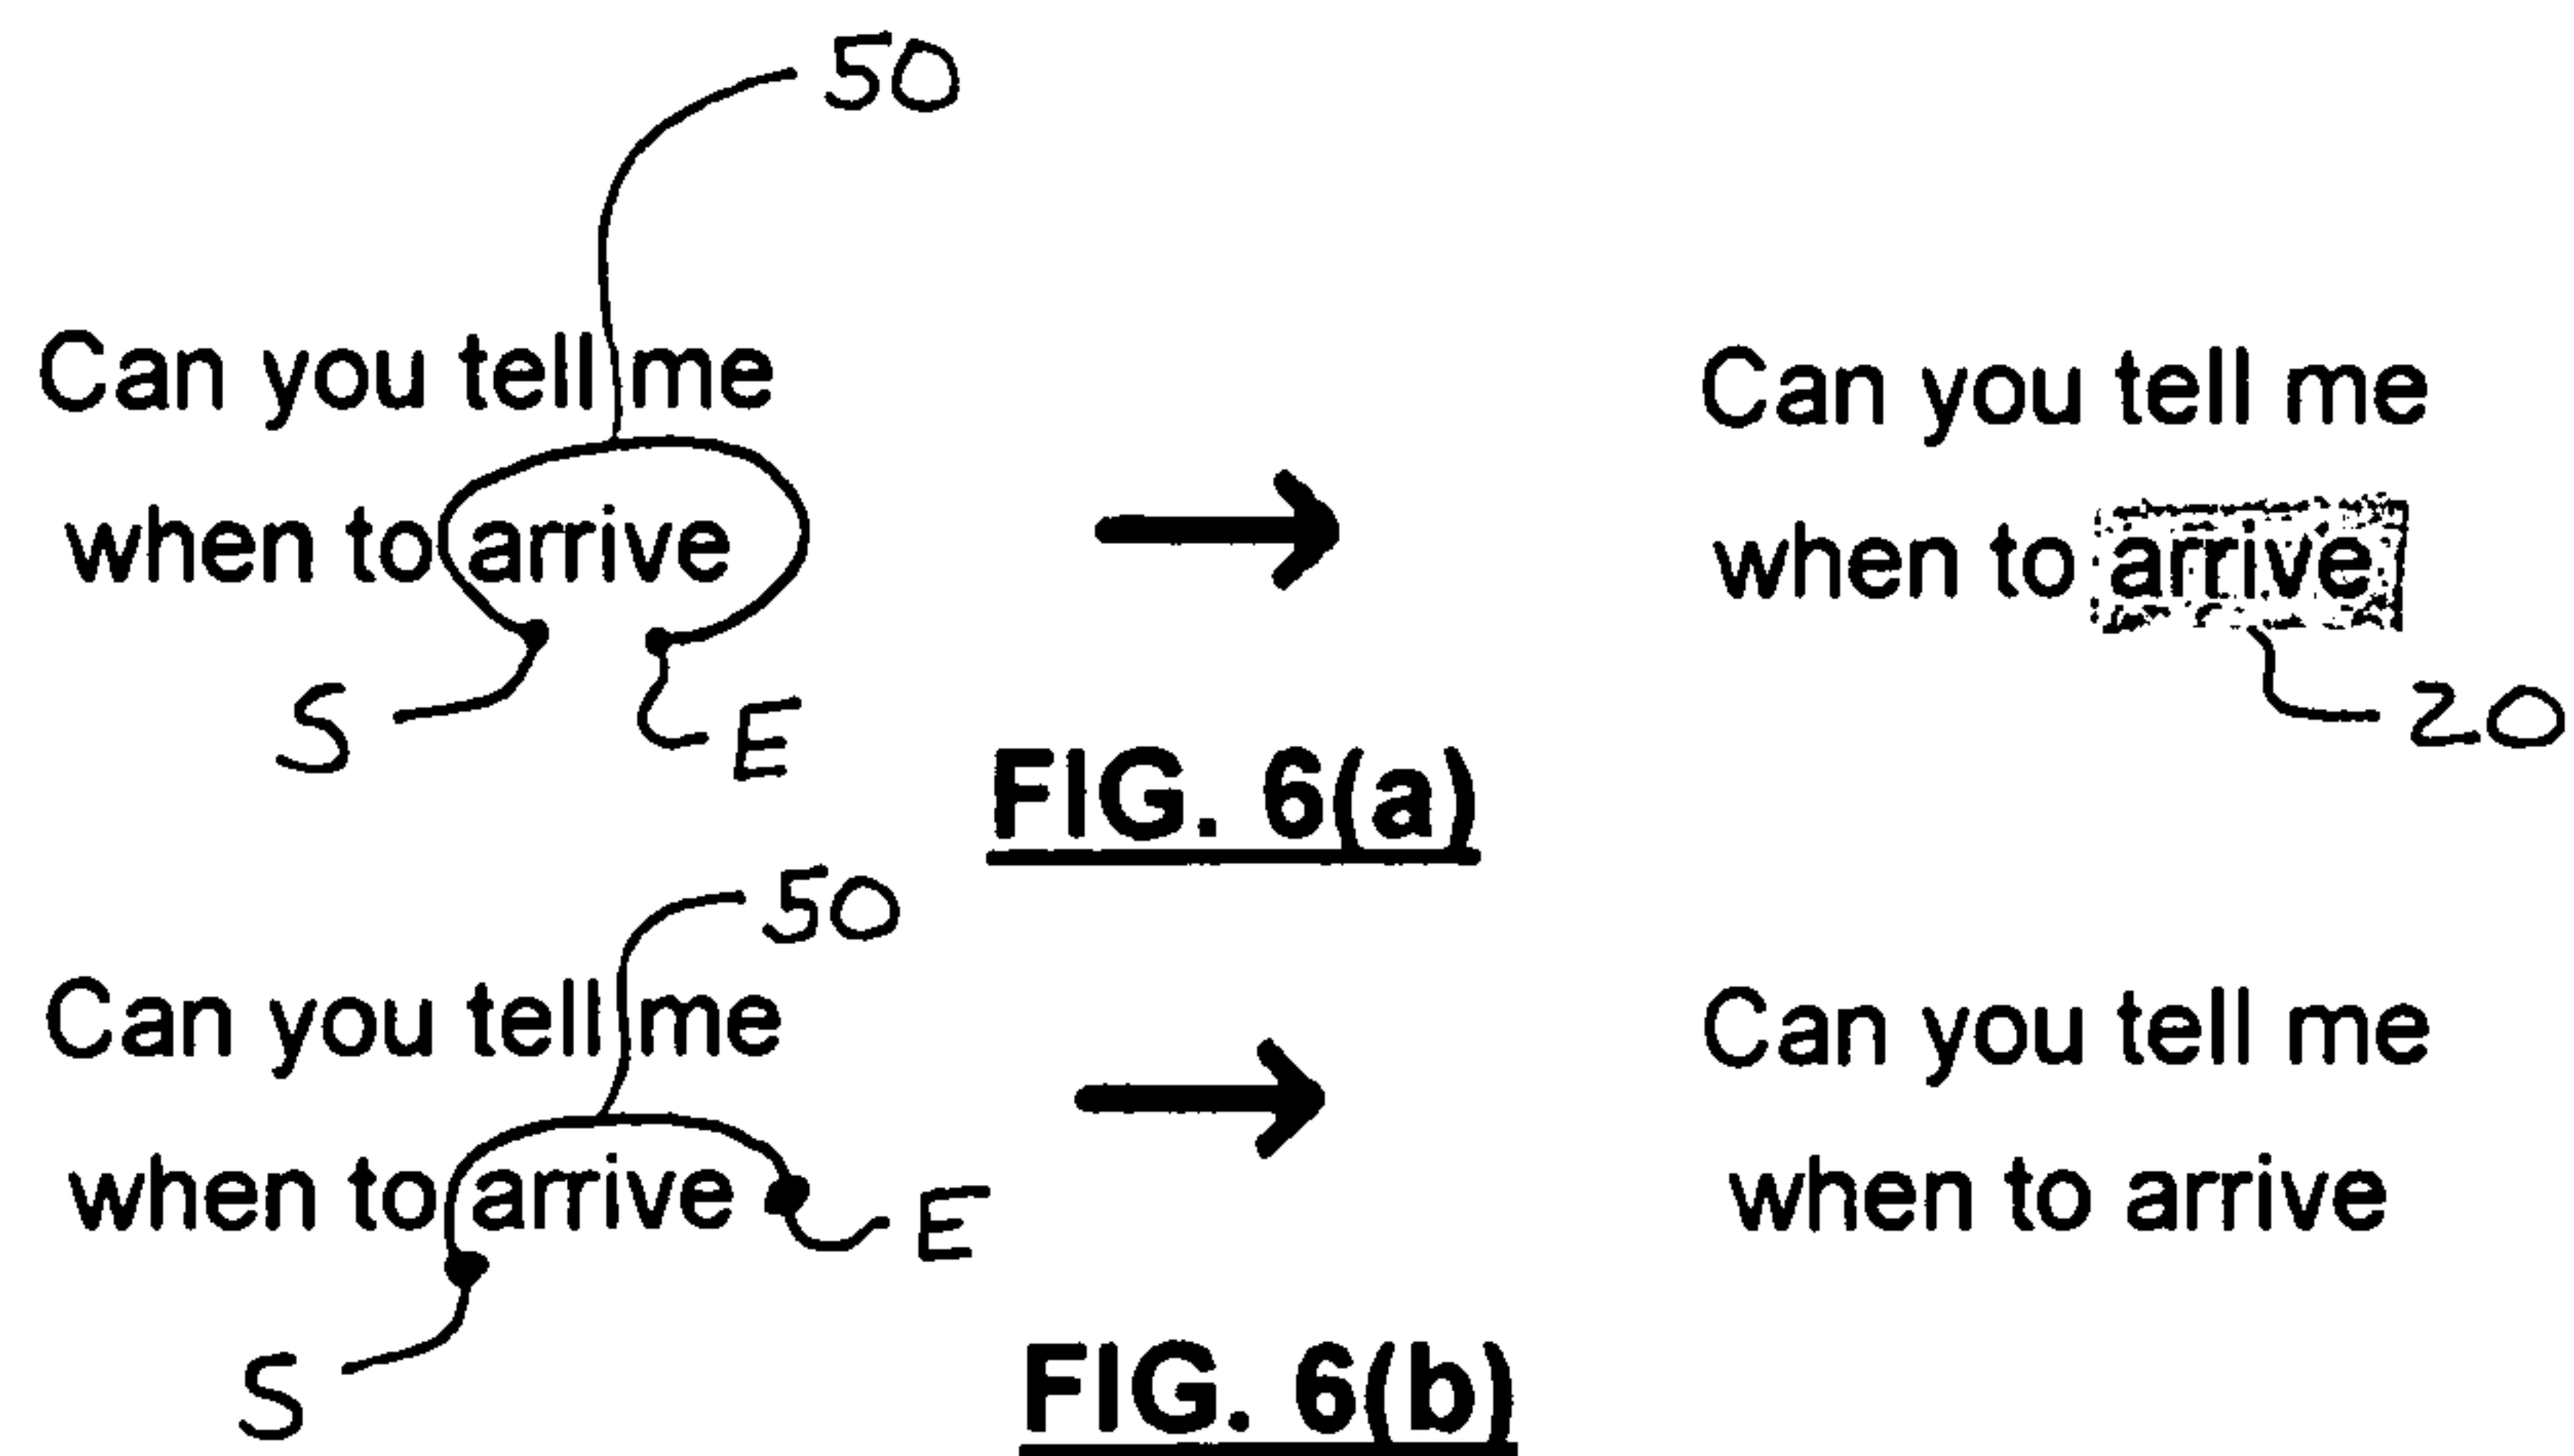 50
Can you tell me
when to arrive
S
E
Can you tell me
when to arrive
20
FIG. 6(a)
50
Can you tell me
when to arrive
E
S
Can you tell me
when to arrive
FIG. 6(b)